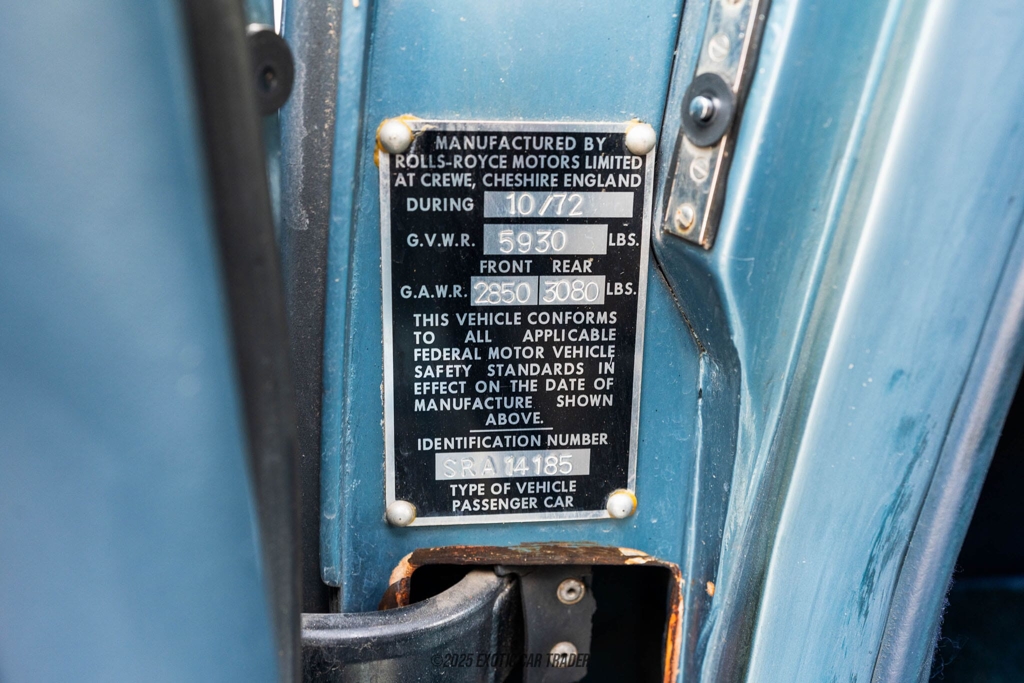 MANUFACTURED BY
ROLLS-ROYCE MOTORS LIMITED
AT CREWE, CHESHIRE ENGLAND
DURING 10/72
G.V.W.R. 5930 LBS.
FRONT REAR
G.A.W.R. 2850 3080 LBS.
THIS VEHICLE CONFORMS
TO ALL APPLICABLE
FEDERAL MOTOR VEHICLE
SAFETY STANDARDS IN
EFFECT ON THE DATE OF
MANUFACTURE SHOWN
ABOVE.
IDENTIFICATION NUMBER
SRA 14185
TYPE OF VEHICLE
PASSENGER CAR
©2025 EXOTIC CAR TRADER